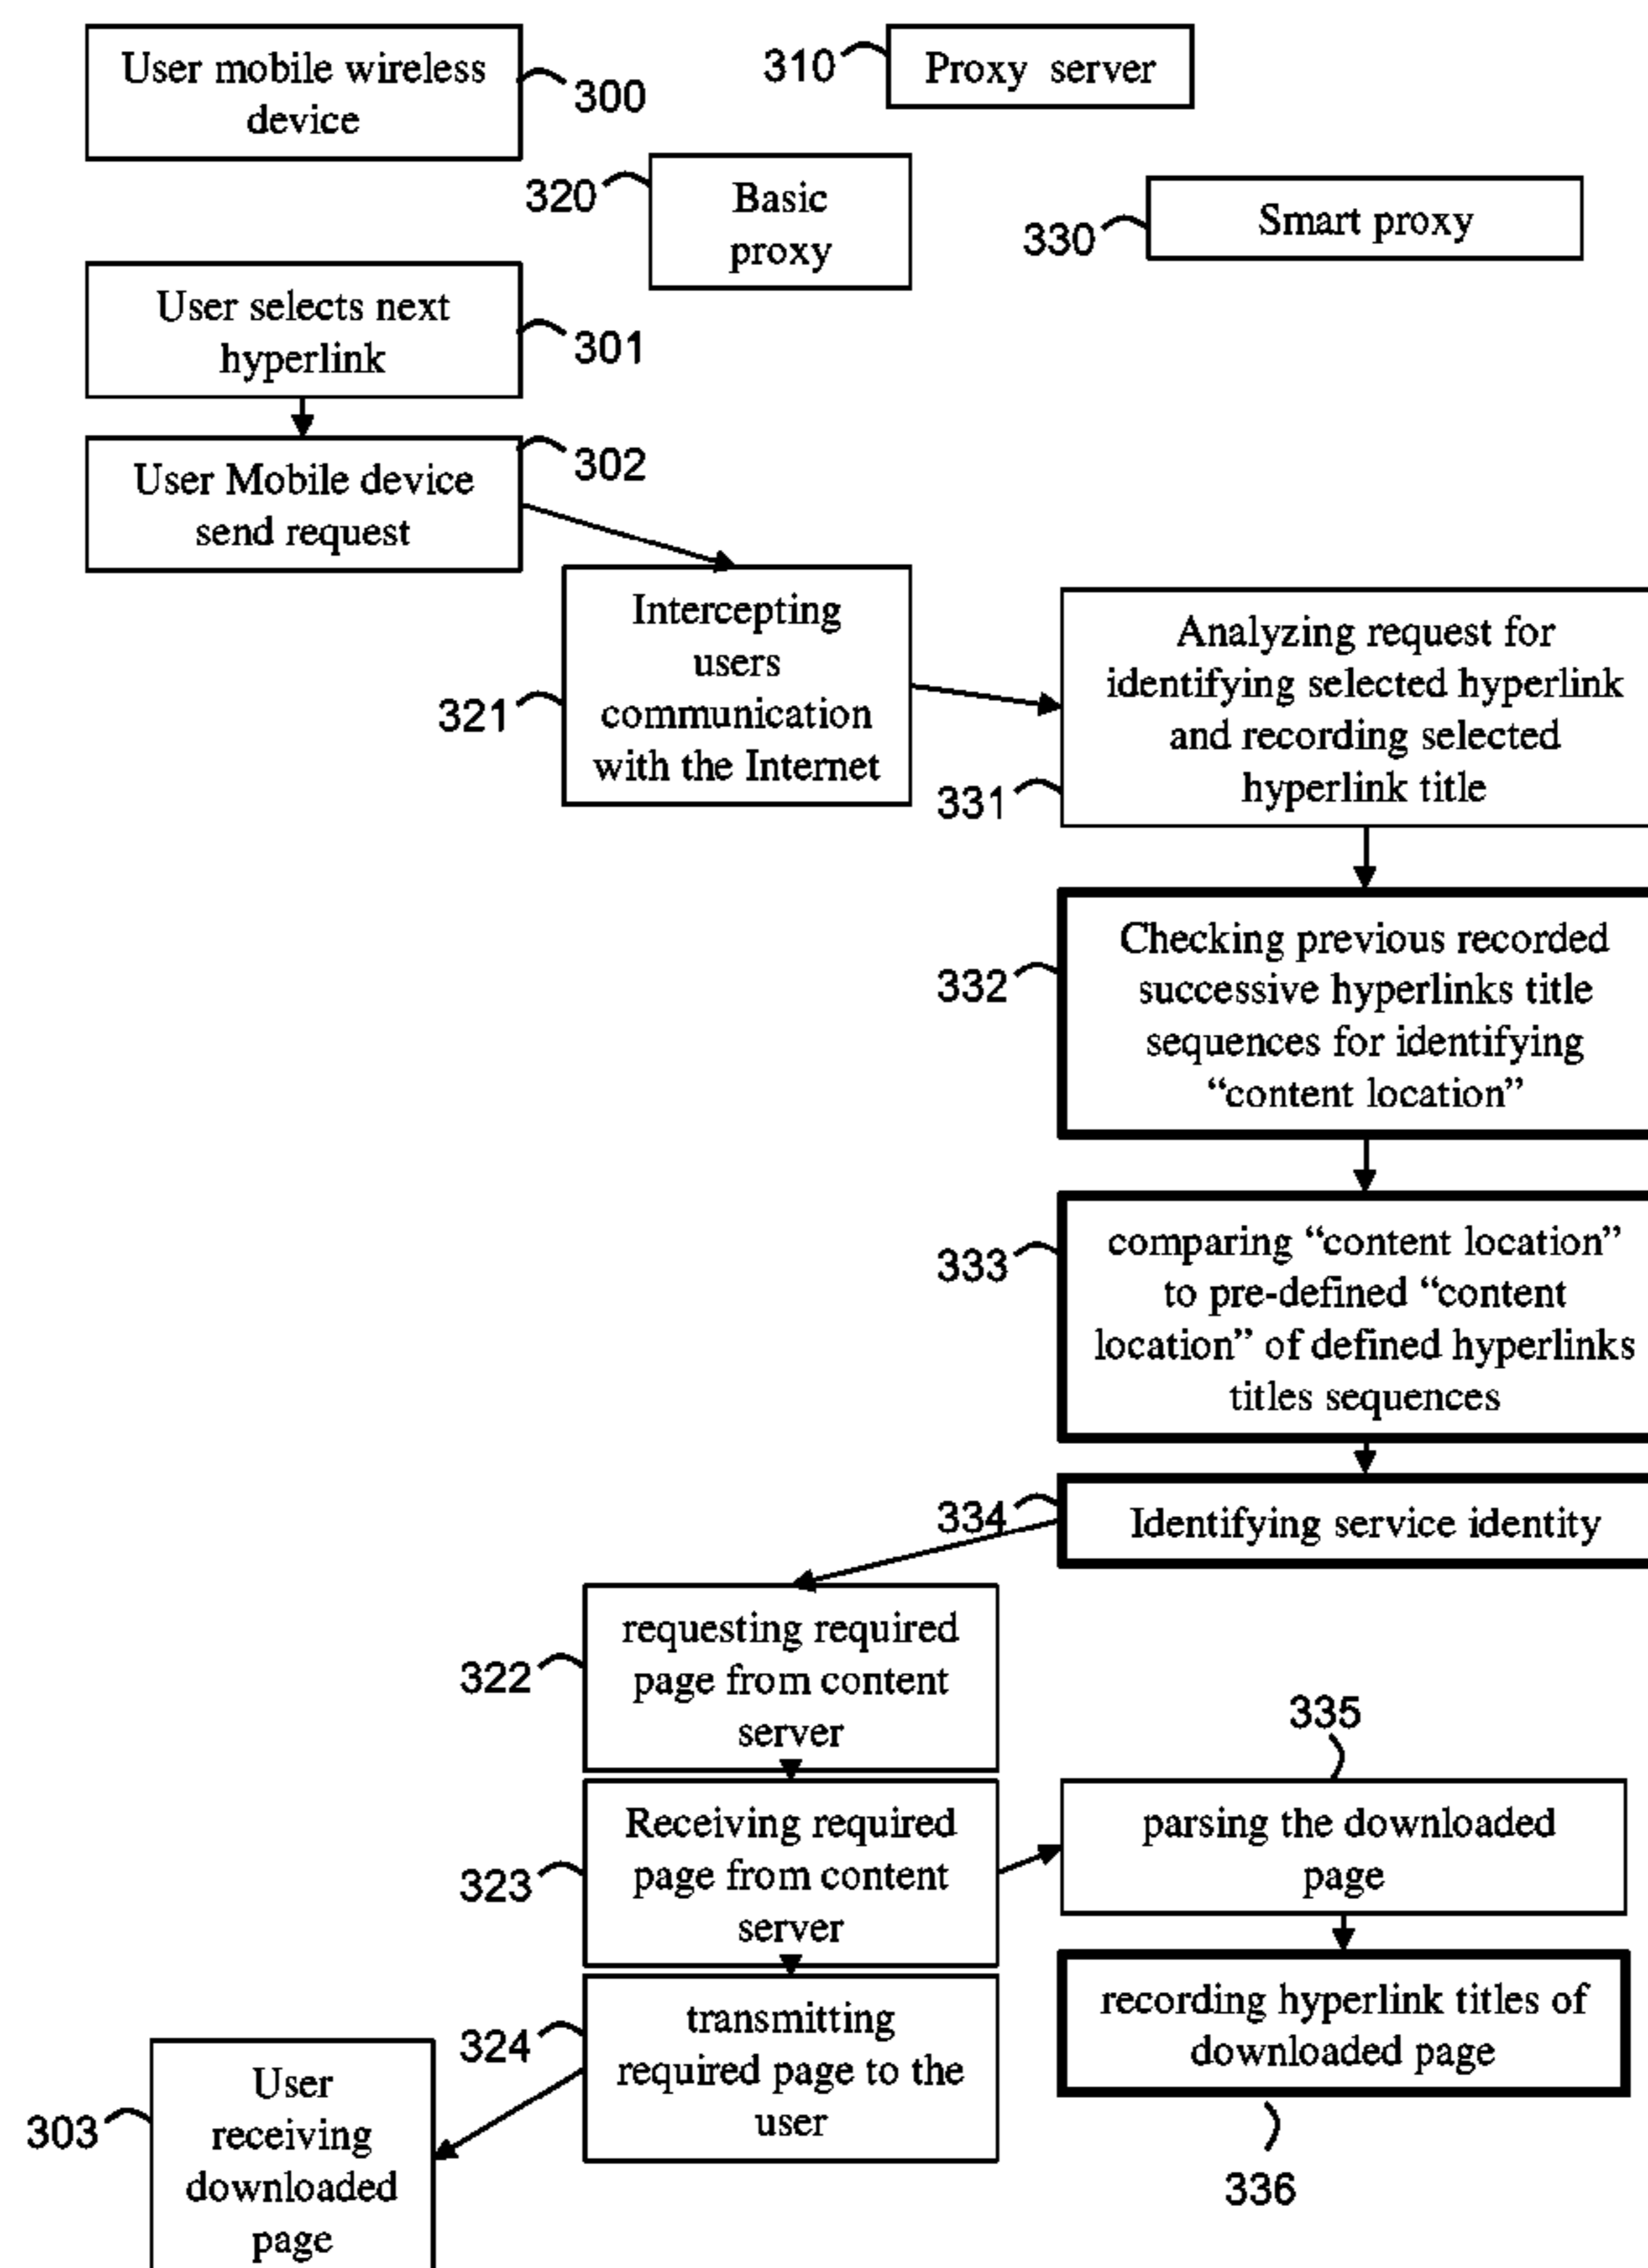 User mobile wireless
device
300
310
Proxy server
320
Basic
proxy
330
Smart proxy
User selects next
hyperlink
301
User Mobile device
send request
302
321
Intercepting
users
communication
with the Internet
331
Analyzing request for
identifying selected hyperlink
and recording selected
hyperlink title
332
Checking previous recorded
successive hyperlinks title
sequences for identifying
“content location”
333
comparing “content location”
to pre-defined “content
location” of defined hyperlinks
titles sequences
334
Identifying service identity
322
requesting required
page from content
server
323
Receiving required
page from content
server
335
parsing the downloaded
page
recording hyperlink titles of
downloaded page
336
324
transmitting
required page to the
user
303
User
receiving
downloaded
page